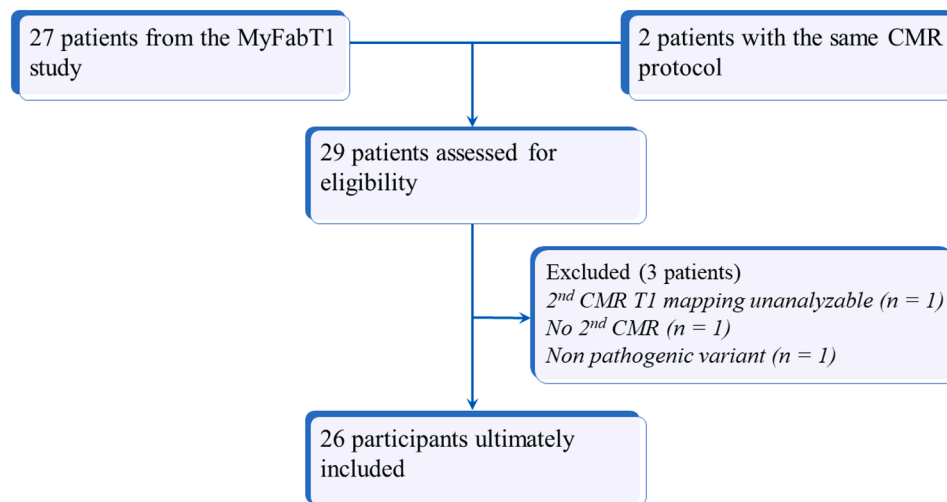 27 patients from the MyFabT1
study
2 patients with the same CMR
protocol
29 patients assessed for
eligibility
Excluded (3 patients)
2nd CMR T1 mapping unanalyzable (n = 1)
No 2nd CMR (n = 1)
Non pathogenic variant (n = 1)
26 participants ultimately
included